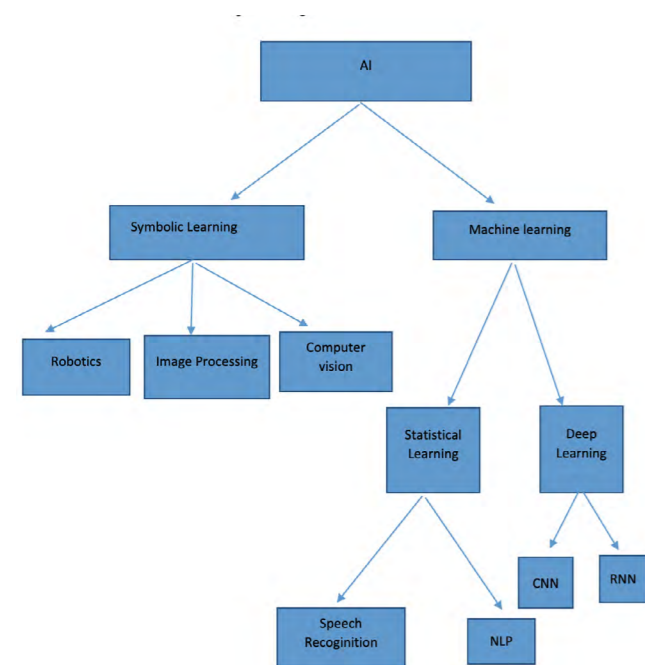 AI
Symbolic Learning
Machine learning
Robotics
Image Processing
Computer
vision
Statistical
Learning
Deep
Learning
CNN
RNN
Speech
Recoginition
NLP